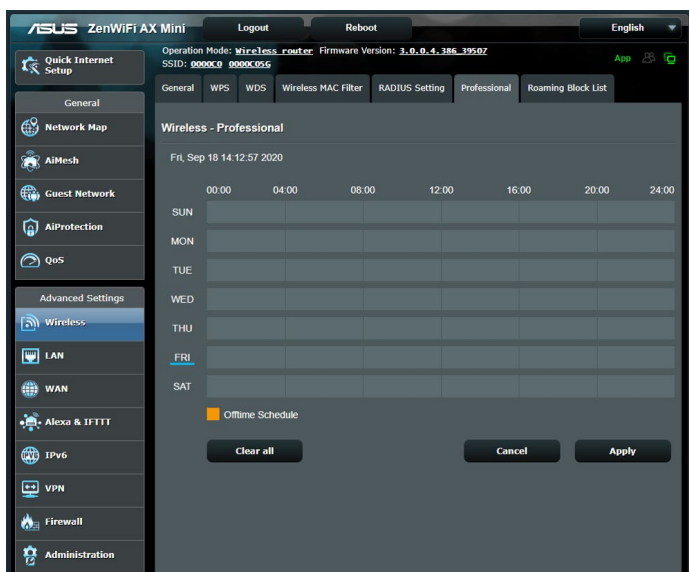 ASUS ZenWiFi AX Mini Logout Reboot English
Quick Internet Setup
Operation Mode: Wireless router Firmware Version: 3.0.0.4.386_39507
SSID: 0000C0 0000C05G
App
General WPS WDS Wireless MAC Filter RADIUS Setting Professional Roaming Block List
General
Network Map
AiMesh
Guest Network
AiProtection
QoS
Advanced Settings
Wireless
LAN
WAN
Alexa & IFTTT
IPv6
VPN
Firewall
Administration
Wireless - Professional
Fri, Sep 18 14:12:57 2020
00:00 04:00 08:00 12:00 16:00 20:00 24:00
SUN
MON
TUE
WED
THU
FRI
SAT
Offtime Schedule
Clear all Cancel Apply